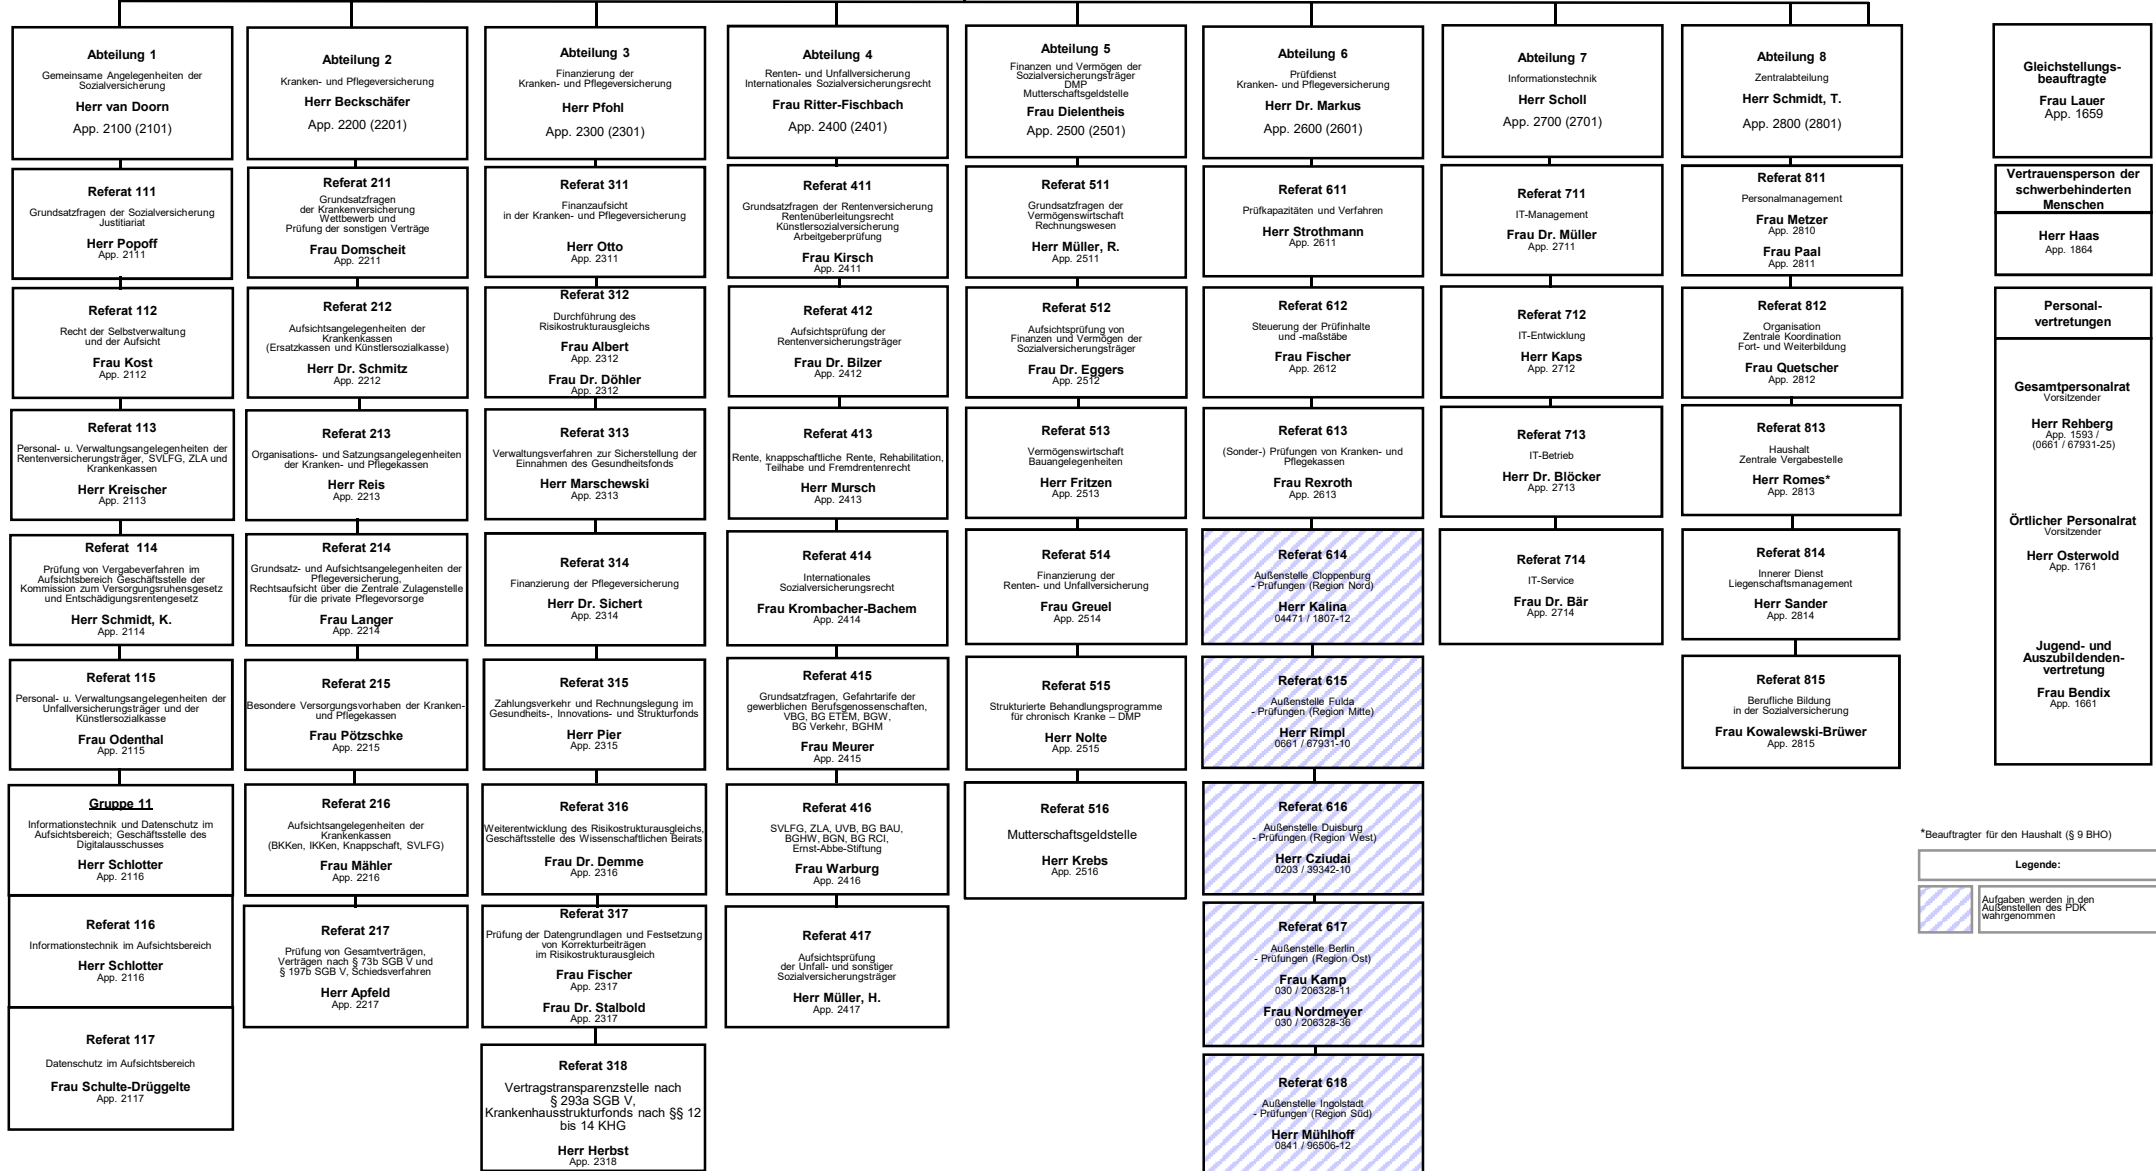 Abteilung 1
Gemeinsame Angelegenheiten der
Sozialversicherung
Herr van Doorn
App. 2100 (2101)
Referat 111
Grundsatzfragen der Sozialversicherung
Justitiariat
Herr Popoff
App. 2111
Referat 112
Recht der Selbstverwaltung
und der Aufsicht
Frau Kost
App. 2112
Referat 113
Personal- u. Verwaltungsangelegenheiten der
Rentenversicherungsträger, SVLFG, ZLA und
Krankenkassen
Herr Kreischer
App. 2113
Referat 114
Prüfung von Vergabeverfahren im
Aufsichtsbereich Geschäftsstelle der
Kommission zum Versorgungsruhensgesetz
und Entschädigungsrentengesetz
Herr Schmidt, K.
App. 2114
Referat 115
Personal- u. Verwaltungsangelegenheiten der
Unfallversicherungsträger und der
Künstlersozialkasse
Frau Odenthal
App. 2115
Gruppe 11
Informationstechnik und Datenschutz im
Aufsichtsbereich; Geschäftsstelle des
Digitalausschusses
Herr Schlotter
App. 2116
Referat 116
Informationstechnik im Aufsichtsbereich
Herr Schlotter
App. 2116
Referat 117
Datenschutz im Aufsichtsbereich
Frau Schulte-Drüggelte
App. 2117
Abteilung 2
Kranken- und Pflegeversicherung
Herr Beckschäfer
App. 2200 (2201)
Referat 211
Grundsatzfragen
der Krankenversicherung
Wettbewerb und
Prüfung der sonstigen Verträge
Frau Domscheit
App. 2211
Referat 212
Aufsichtsangelegenheiten der
Krankenkassen
(Ersatzkassen und Künstlersozialkasse)
Herr Dr. Schmitz
App. 2212
Referat 213
Organisations- und Satzungsangelegenheiten
der Kranken- und Pflegekassen
Herr Reis
App. 2213
Referat 214
Grundsatz- und Aufsichtsangelegenheiten der
Pflegeversicherung,
Rechtsaufsicht über die Zentrale Zulagenstelle
für die private Pflegevorsorge
Frau Langer
App. 2214
Referat 215
Besondere Versorgungsvorhaben der Kranken-
und Pflegekassen
Frau Pötzschke
App. 2215
Referat 216
Aufsichtsangelegenheiten der
Krankenkassen
(BKKen, IKKen, Knappschaft, SVLFG)
Frau Mähler
App. 2216
Referat 217
Prüfung von Gesamtverträgen,
Verträgen nach § 73b SGB V und
§ 197b SGB V, Schiedsverfahren
Herr Apfeld
App. 2217
Abteilung 3
Finanzierung der
Kranken- und Pflegeversicherung
Herr Pfohl
App. 2300 (2301)
Referat 311
Finanzaufsicht
in der Kranken- und Pflegeversicherung
Herr Otto
App. 2311
Referat 312
Durchführung des
Risikostrukturausgleichs
Frau Albert
App. 2312
Frau Dr. Döhler
App. 2312
Referat 313
Verwaltungsverfahren zur Sicherstellung der
Einnahmen des Gesundheitsfonds
Herr Marschewski
App. 2313
Referat 314
Finanzierung der Pflegeversicherung
Herr Dr. Sichert
App. 2314
Referat 315
Zahlungsverkehr und Rechnungslegung im
Gesundheits-, Innovations- und Strukturfonds
Herr Pier
App. 2315
Referat 316
Weiterentwicklung des Risikostrukturausgleichs,
Geschäftsstelle des Wissenschaftlichen Beirats
Frau Dr. Demme
App. 2316
Referat 317
Prüfung der Datengrundlagen und Festsetzung
von Korrekturbeiträgen
im Risikostrukturausgleich
Frau Fischer
App. 2317
Frau Dr. Stalbold
App. 2317
Referat 318
Vertragstransparenzstelle nach
§ 293a SGB V,
Krankenhausstrukturfonds nach §§ 12
bis 14 KHG
Herr Herbst
App. 2318
Abteilung 4
Renten- und Unfallversicherung
Internationales Sozialversicherungsrecht
Frau Ritter-Fischbach
App. 2400 (2401)
Referat 411
Grundsatzfragen der Rentenversicherung
Rentenüberleitungsrecht
Künstlersozialversicherung
Arbeitgeberprüfung
Frau Kirsch
App. 2411
Referat 412
Aufsichtsprüfung der
Rentenversicherungsträger
Frau Dr. Bilzer
App. 2412
Referat 413
Rente, knappschaftliche Rente, Rehabilitation,
Teilhabe und Fremdrentenrecht
Herr Mursch
App. 2413
Referat 414
Internationales
Sozialversicherungsrecht
Frau Krombacher-Bachem
App. 2414
Referat 415
Grundsatzfragen, Gefahrtarife der
gewerblichen Berufsgenossenschaften,
VBG, BG ETEM, BGW,
BG Verkehr, BGHM
Frau Meurer
App. 2415
Referat 416
SVLFG, ZLA, UVB, BG BAU,
BGHW, BGN, BG RCI,
Ernst-Abbe-Stiftung
Frau Warburg
App. 2416
Referat 417
Aufsichtsprüfung
der Unfall- und sonstiger
Sozialversicherungsträger
Herr Müller, H.
App. 2417
Abteilung 5
Finanzen und Vermögen der
Sozialversicherungsträger
DMP
Mutterschaftsgeldstelle
Frau Dielentheis
App. 2500 (2501)
Referat 511
Grundsatzfragen der
Vermögenswirtschaft
Rechnungswesen
Herr Müller, R.
App. 2511
Referat 512
Aufsichtsprüfung von
Finanzen und Vermögen der
Sozialversicherungsträger
Frau Dr. Eggers
App. 2512
Referat 513
Vermögenswirtschaft
Bauangelegenheiten
Herr Fritzen
App. 2513
Referat 514
Finanzierung der
Renten- und Unfallversicherung
Frau Greuel
App. 2514
Referat 515
Strukturierte Behandlungsprogramme
für chronisch Kranke – DMP
Herr Nolte
App. 2515
Referat 516
Mutterschaftsgeldstelle
Herr Krebs
App. 2516
Abteilung 6
Prüfdienst
Kranken- und Pflegeversicherung
Herr Dr. Markus
App. 2600 (2601)
Referat 611
Prüfkapazitäten und Verfahren
Herr Strothmann
App. 2611
Referat 612
Steuerung der Prüfinhalte
und -maßstäbe
Frau Fischer
App. 2612
Referat 613
(Sonder-) Prüfungen von Kranken- und
Pflegekassen
Frau Rexroth
App. 2613
Referat 614
Außenstelle Cloppenburg
- Prüfungen (Region Nord)
Herr Kalina
04471 / 1807-12
Referat 615
Außenstelle Fulda
- Prüfungen (Region Mitte)
Herr Rimpl
0661 / 67931-10
Referat 616
Außenstelle Duisburg
- Prüfungen (Region West)
Herr Cziudai
0203 / 39342-10
Referat 617
Außenstelle Berlin
- Prüfungen (Region Ost)
Frau Kamp
030 / 206328-11
Frau Nordmeyer
030 / 206328-36
Referat 618
Außenstelle Ingolstadt
- Prüfungen (Region Süd)
Herr Mühlhoff
0841 / 96506-12
Abteilung 7
Informationstechnik
Herr Scholl
App. 2700 (2701)
Referat 711
IT-Management
Frau Dr. Müller
App. 2711
Referat 712
IT-Entwicklung
Herr Kaps
App. 2712
Referat 713
IT-Betrieb
Herr Dr. Blöcker
App. 2713
Referat 714
IT-Service
Frau Dr. Bär
App. 2714
Abteilung 8
Zentralabteilung
Herr Schmidt, T.
App. 2800 (2801)
Referat 811
Personalmanagement
Frau Metzer
App. 2810
Frau Paal
App. 2811
Referat 812
Organisation
Zentrale Koordination
Fort- und Weiterbildung
Frau Quetscher
App. 2812
Referat 813
Haushalt
Zentrale Vergabestelle
Herr Romes*
App. 2813
Referat 814
Innerer Dienst
Liegenschaftsmanagement
Herr Sander
App. 2814
Referat 815
Berufliche Bildung
in der Sozialversicherung
Frau Kowalewski-Brüwer
App. 2815
Gleichstellungs-
beauftragte
Frau Lauer
App. 1659
Vertrauensperson der
schwerbehinderten
Menschen
Herr Haas
App. 1864
Personal-
vertretungen
Gesamtpersonalrat
Vorsitzender
Herr Rehberg
App. 1593 /
(0661 / 67931-25)
Örtlicher Personalrat
Vorsitzender
Herr Osterwold
App. 1761
Jugend- und
Auszubildenden-
vertretung
Frau Bendix
App. 1661
*Beauftragter für den Haushalt (§ 9 BHO)
Legende:
Aufgaben werden in den
Außenstellen des PDK
wahrgenommen